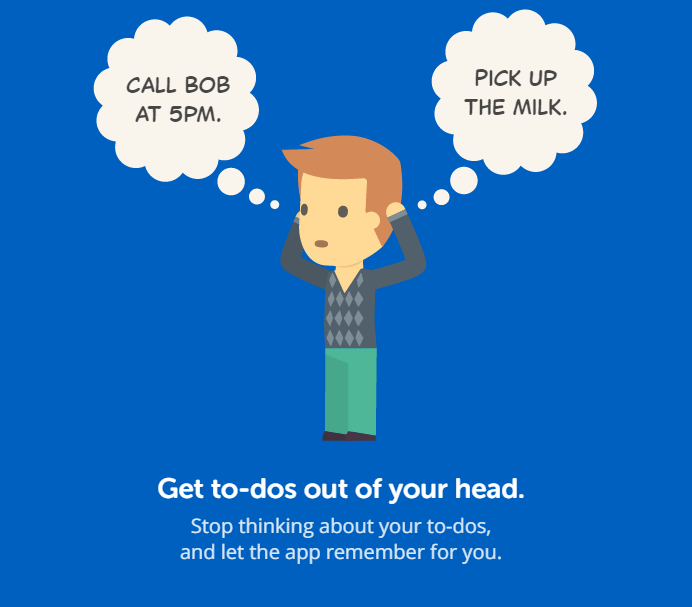 CALL BOB
AT 5PM.
PICK UP
THE MILK.
Get to-dos out of your head.
Stop thinking about your to-dos,
and let the app remember for you.